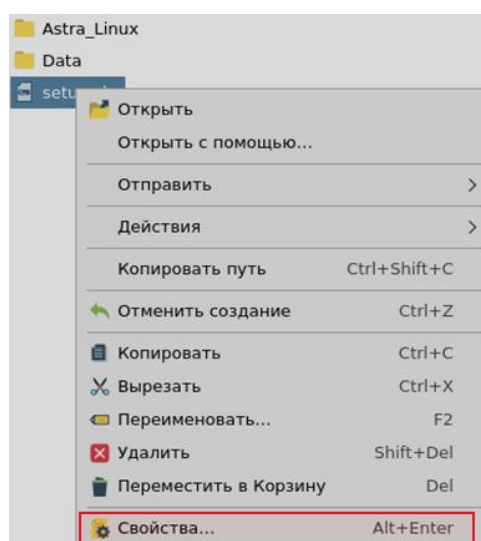 Astra_Linux
Data
setu
Открыть
Открыть с помощью...
Отправить
Действия
Копировать путь Ctrl+Shift+C
Отменить создание Ctrl+Z
Копировать Ctrl+C
Вырезать Ctrl+X
Переименовать... F2
Удалить Shift+Del
Переместить в Корзину Del
Свойства... Alt+Enter